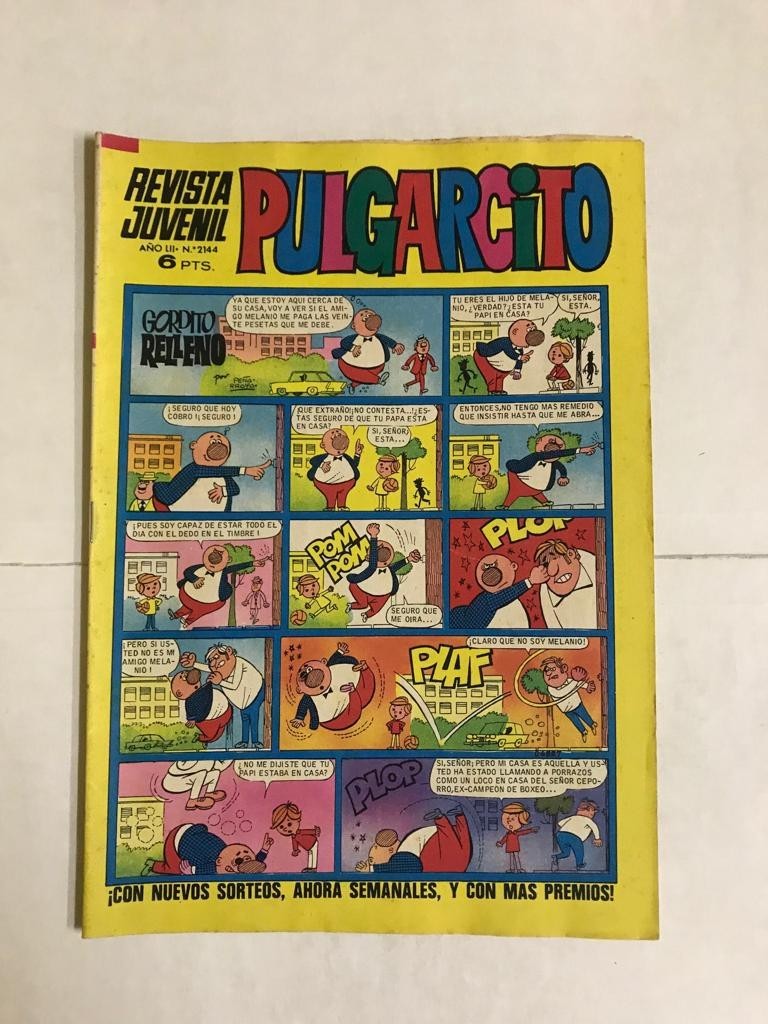 REVISTA
JUVENIL
AÑO LII • N.º 2144
6 PTS.
PULGARCITO
GORDITO
RELLENO
por PEÑA-
RROYA-
YA QUE ESTOY AQUI CERCA DE
SU CASA, VOY A VER SI EL AMI-
GO MELANIO ME PAGA LAS VEIN-
TE PESETAS QUE ME DEBE.
TU ERES EL HIJO DE MELA-
NIO, ¿VERDAD? ¿ESTA TU
PAPI EN CASA?
SI, SEÑOR,
ESTA.
¡SEGURO QUE HOY
COBRO! ¡SEGURO!
¡QUE EXTRAÑO! ¡NO CONTESTA...! ¿ES-
TAS SEGURO DE QUE TU PAPA ESTA
EN CASA?
SI, SEÑOR,
ESTA...
ENTONCES, NO TENGO MAS REMEDIO
QUE INSISTIR HASTA QUE ME ABRA...
¡PUES SOY CAPAZ DE ESTAR TODO EL
DIA CON EL DEDO EN EL TIMBRE!
POM
POM
SEGURO QUE
ME OIRA...
PLOP
¡PERO SI US-
TED NO ES MI
AMIGO MELA-
NIO!
PLAF
¡CLARO QUE NO SOY MELANIO!
¿NO ME DIJISTE QUE TU
PAPI ESTABA EN CASA?
PLOP
SI, SEÑOR; PERO MI CASA ES AQUELLA Y US-
TED HA ESTADO LLAMANDO A PORRAZOS
COMO UN LOCO EN CASA DEL SEÑOR CEPO-
RRO, EX-CAMPEON DE BOXEO...
¡CON NUEVOS SORTEOS, AHORA SEMANALES, Y CON MAS PREMIOS!